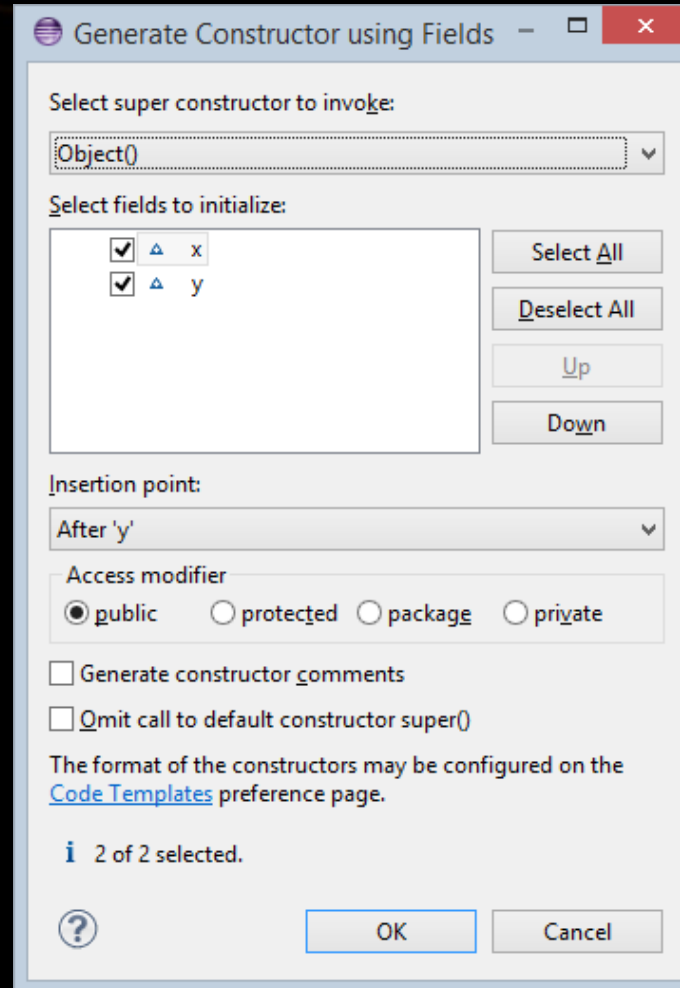 Generate Constructor using Fields
Select super constructor to invoke:
Object()
Select fields to initialize:
x
y
Select All
Deselect All
Up
Down
Insertion point:
After 'y'
Access modifier
public protected package private
Generate constructor comments
Omit call to default constructor super()
The format of the constructors may be configured on the
Code Templates preference page.
i 2 of 2 selected.
?
OK Cancel